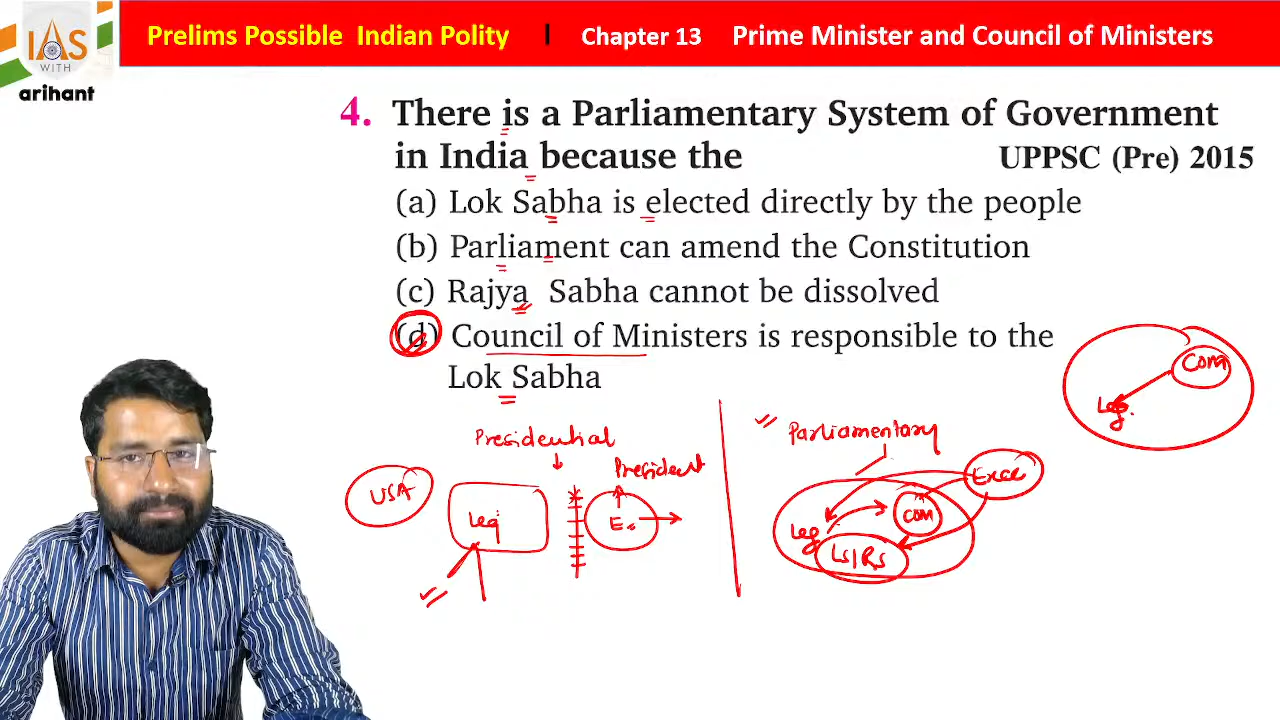 IAS
WITH
arihant
Prelims Possible Indian Polity | Chapter 13 Prime Minister and Council of Ministers
4. There is a Parliamentary System of Government
in India because the UPPSC (Pre) 2015
(a) Lok Sabha is elected directly by the people
(b) Parliament can amend the Constitution
(c) Rajya Sabha cannot be dissolved
(d) Council of Ministers is responsible to the
Lok Sabha
COM
Leg.
Presidential
President
USA
Leg
E.
Parliamentary
Exec
COM
Leg
LS/RS